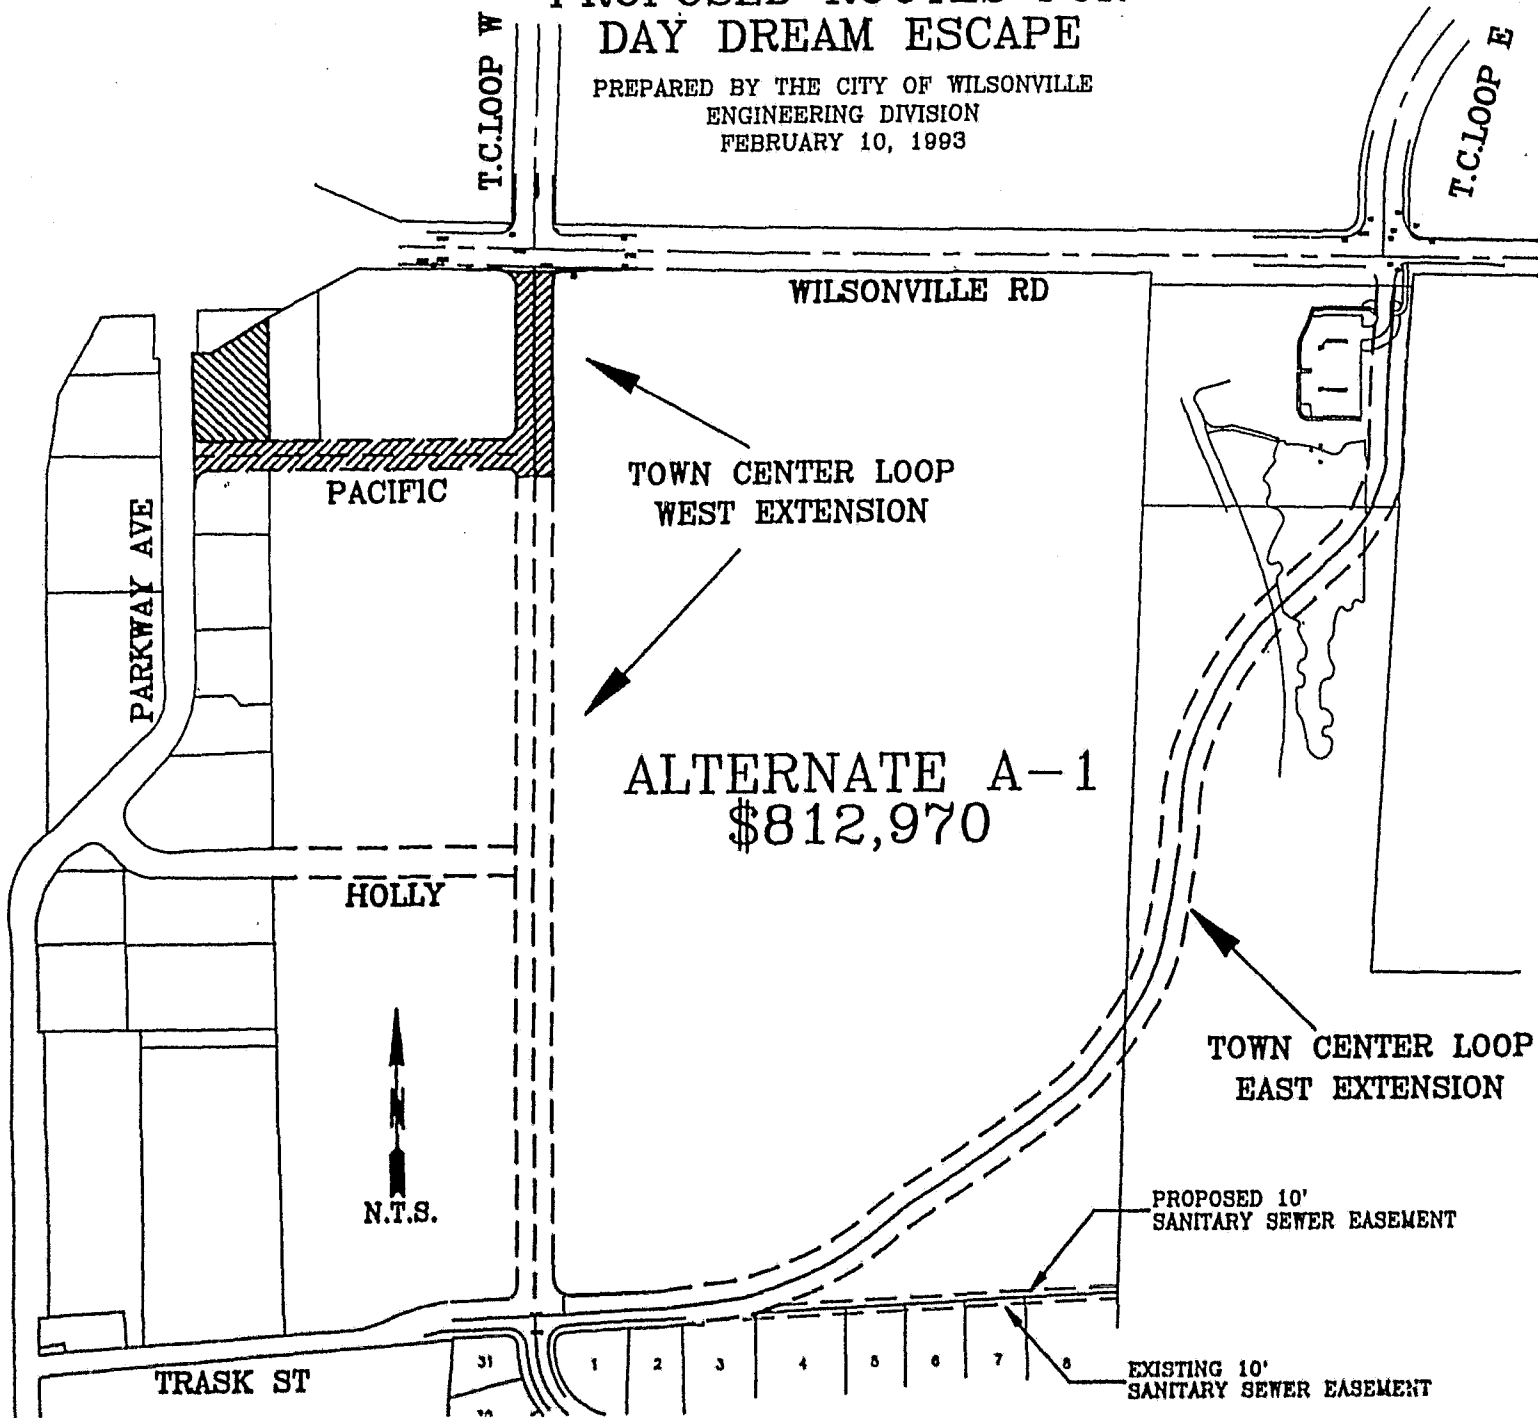 PROPOSED ROUTES FOR
DAY DREAM ESCAPE
PREPARED BY THE CITY OF WILSONVILLE
ENGINEERING DIVISION
FEBRUARY 10, 1993
T.C.LOOP W
T.C.LOOP E
WILSONVILLE RD
PACIFIC
TOWN CENTER LOOP
WEST EXTENSION
PARKWAY AVE
ALTERNATE A-1
$812,970
HOLLY
TOWN CENTER LOOP
EAST EXTENSION
N
N.T.S.
PROPOSED 10'
SANITARY SEWER EASEMENT
31
1
2
3
4
5
6
7
8
EXISTING 10'
SANITARY SEWER EASEMENT
TRASK ST